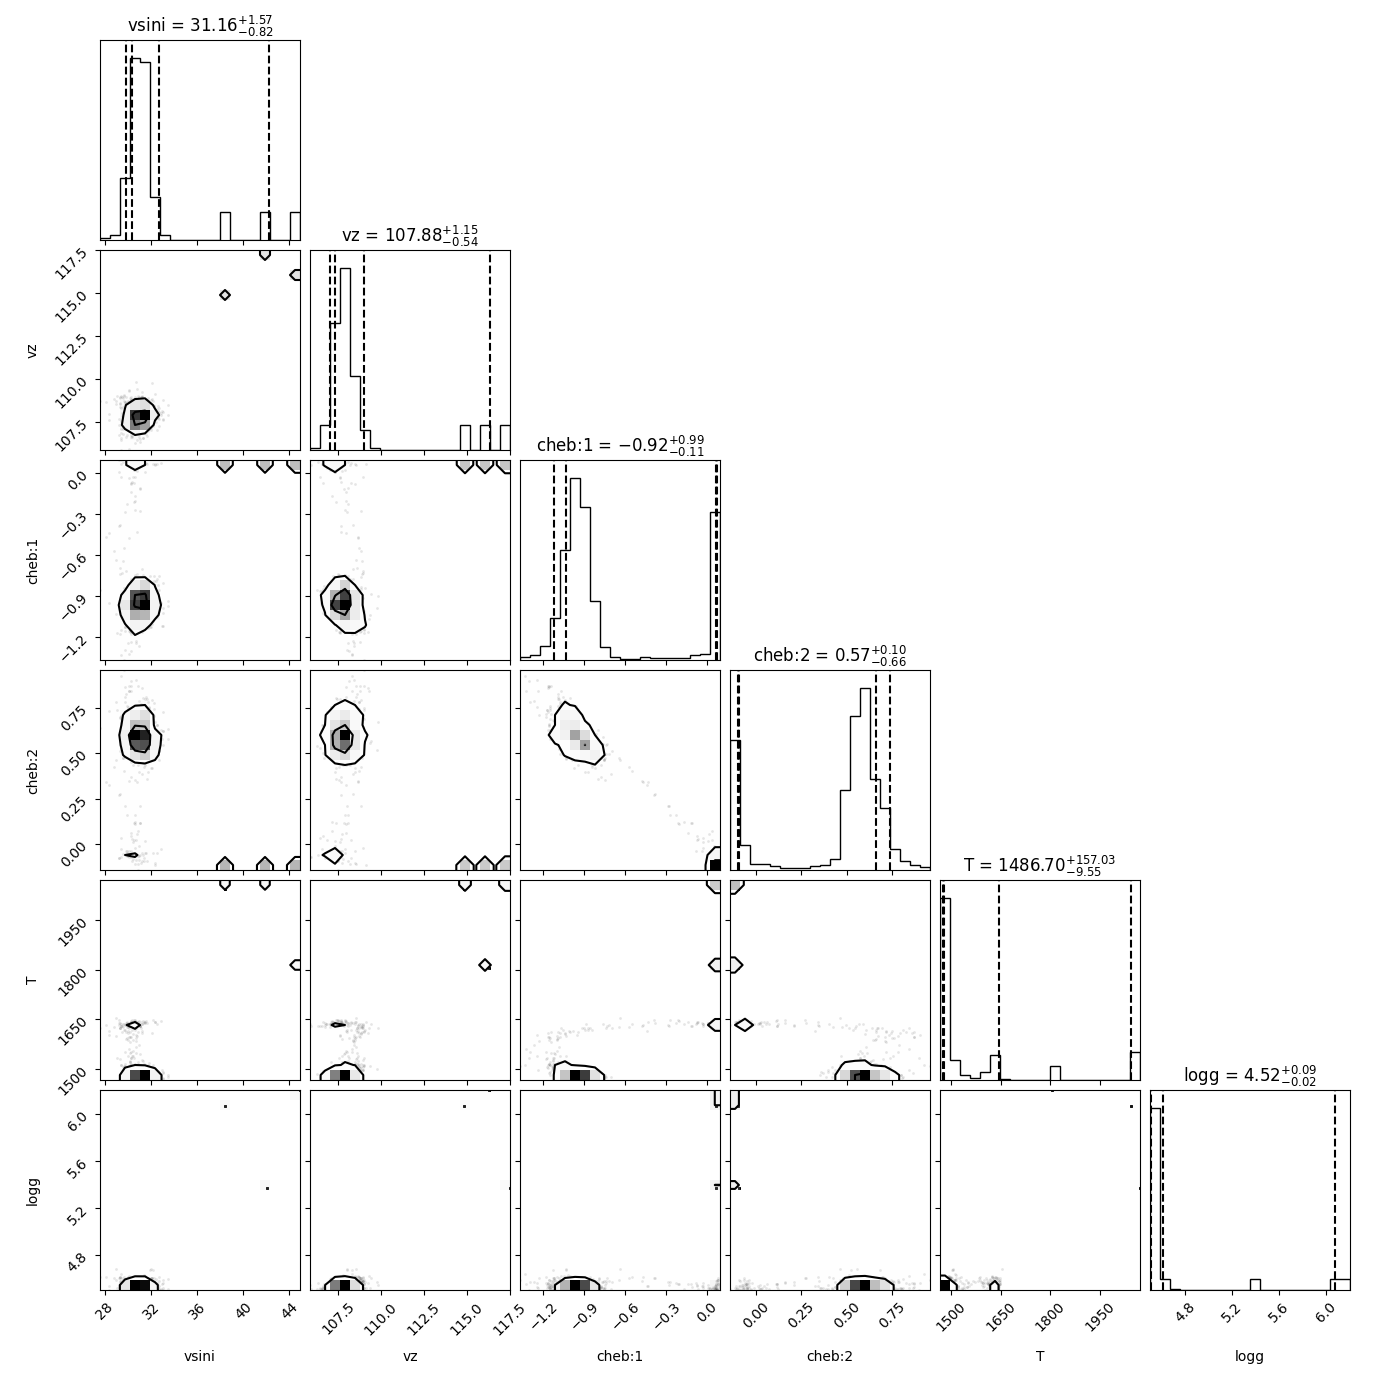 vsini = 31.16+1.57−0.82
vz = 107.88+1.15−0.54
117.5
115.0
112.5
110.0
107.5
vz
cheb:1 = −0.92+0.99−0.11
0.0
−0.3
−0.6
−0.9
−1.2
cheb:1
cheb:2 = 0.57+0.10−0.66
0.75
0.50
0.25
0.00
cheb:2
T = 1486.70+157.03−9.55
1950
1800
1650
1500
T
logg = 4.52+0.09−0.02
6.0
5.6
5.2
4.8
logg
28 32 36 40 44 107.5 110.0 112.5 115.0 117.5 −1.2 −0.9 −0.6 −0.3 0.0 0.00 0.25 0.50 0.75 1500 1650 1800 1950 4.8 5.2 5.6 6.0
vsini vz cheb:1 cheb:2 T logg